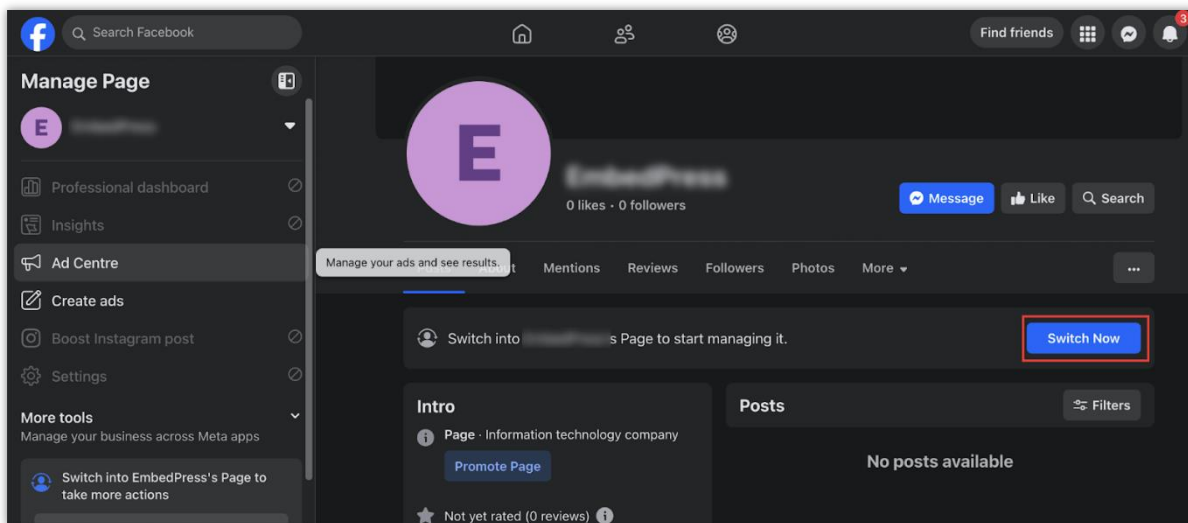 Search Facebook
Find friends
3
Manage Page
E
Professional dashboard
Insights
Ad Centre
Create ads
Boost Instagram post
Settings
More tools
Manage your business across Meta apps
Switch into EmbedPress's Page to
take more actions
E
0 likes · 0 followers
Message
Like
Search
Manage your ads and see results.
Mentions
Reviews
Followers
Photos
More
Switch into
s Page to start managing it.
Switch Now
Intro
Page · Information technology company
Promote Page
Not yet rated (0 reviews)
Posts
Filters
No posts available